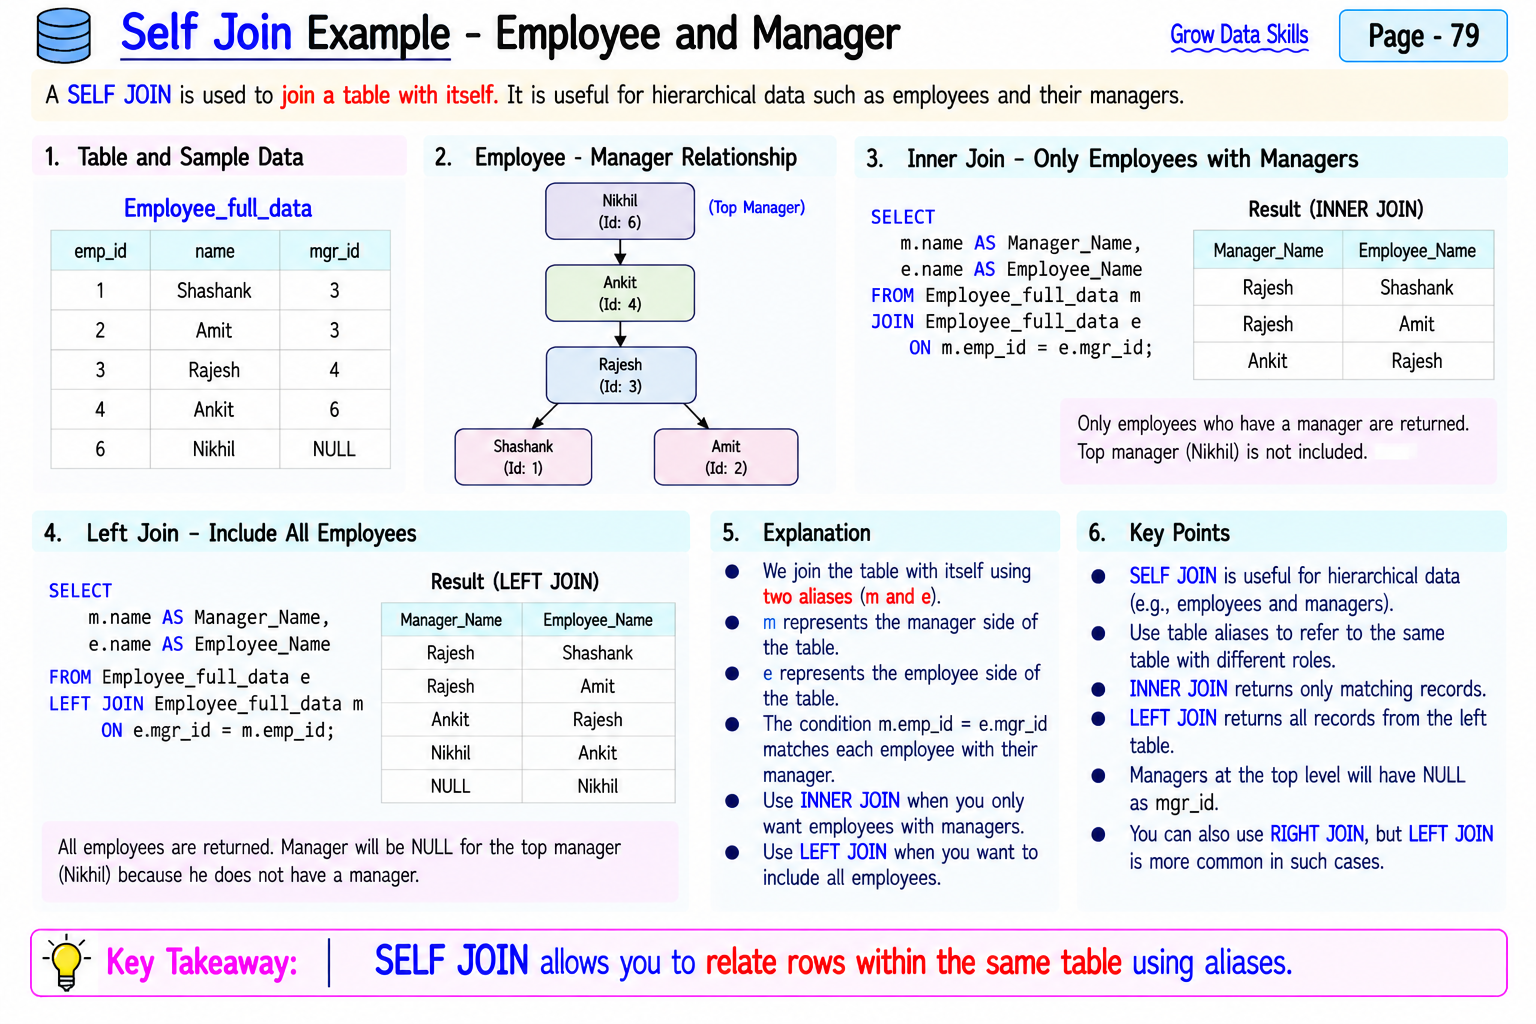 Self Join Example - Employee and Manager
Grow Data Skills
Page - 79
A SELF JOIN is used to join a table with itself. It is useful for hierarchical data such as employees and their managers.
1. Table and Sample Data
Employee_full_data
emp_id name mgr_id
1 Shashank 3
2 Amit 3
3 Rajesh 4
4 Ankit 6
6 Nikhil NULL
2. Employee - Manager Relationship
Nikhil
(Id: 6)
(Top Manager)
Ankit
(Id: 4)
Rajesh
(Id: 3)
Shashank
(Id: 1)
Amit
(Id: 2)
3. Inner Join - Only Employees with Managers
SELECT
m.name AS Manager_Name,
e.name AS Employee_Name
FROM Employee_full_data m
JOIN Employee_full_data e
ON m.emp_id = e.mgr_id;
Result (INNER JOIN)
Manager_Name Employee_Name
Rajesh Shashank
Rajesh Amit
Ankit Rajesh
Only employees who have a manager are returned.
Top manager (Nikhil) is not included.
4. Left Join - Include All Employees
SELECT
m.name AS Manager_Name,
e.name AS Employee_Name
FROM Employee_full_data e
LEFT JOIN Employee_full_data m
ON e.mgr_id = m.emp_id;
Result (LEFT JOIN)
Manager_Name Employee_Name
Rajesh Shashank
Rajesh Amit
Ankit Rajesh
Nikhil Ankit
NULL Nikhil
All employees are returned. Manager will be NULL for the top manager
(Nikhil) because he does not have a manager.
5. Explanation
● We join the table with itself using
two aliases (m and e).
● m represents the manager side of
the table.
● e represents the employee side of
the table.
● The condition m.emp_id = e.mgr_id
matches each employee with their
manager.
● Use INNER JOIN when you only
want employees with managers.
● Use LEFT JOIN when you want to
include all employees.
6. Key Points
● SELF JOIN is useful for hierarchical data
(e.g., employees and managers).
● Use table aliases to refer to the same
table with different roles.
● INNER JOIN returns only matching records.
● LEFT JOIN returns all records from the left
table.
● Managers at the top level will have NULL
as mgr_id.
● You can also use RIGHT JOIN, but LEFT JOIN
is more common in such cases.
Key Takeaway: SELF JOIN allows you to relate rows within the same table using aliases.